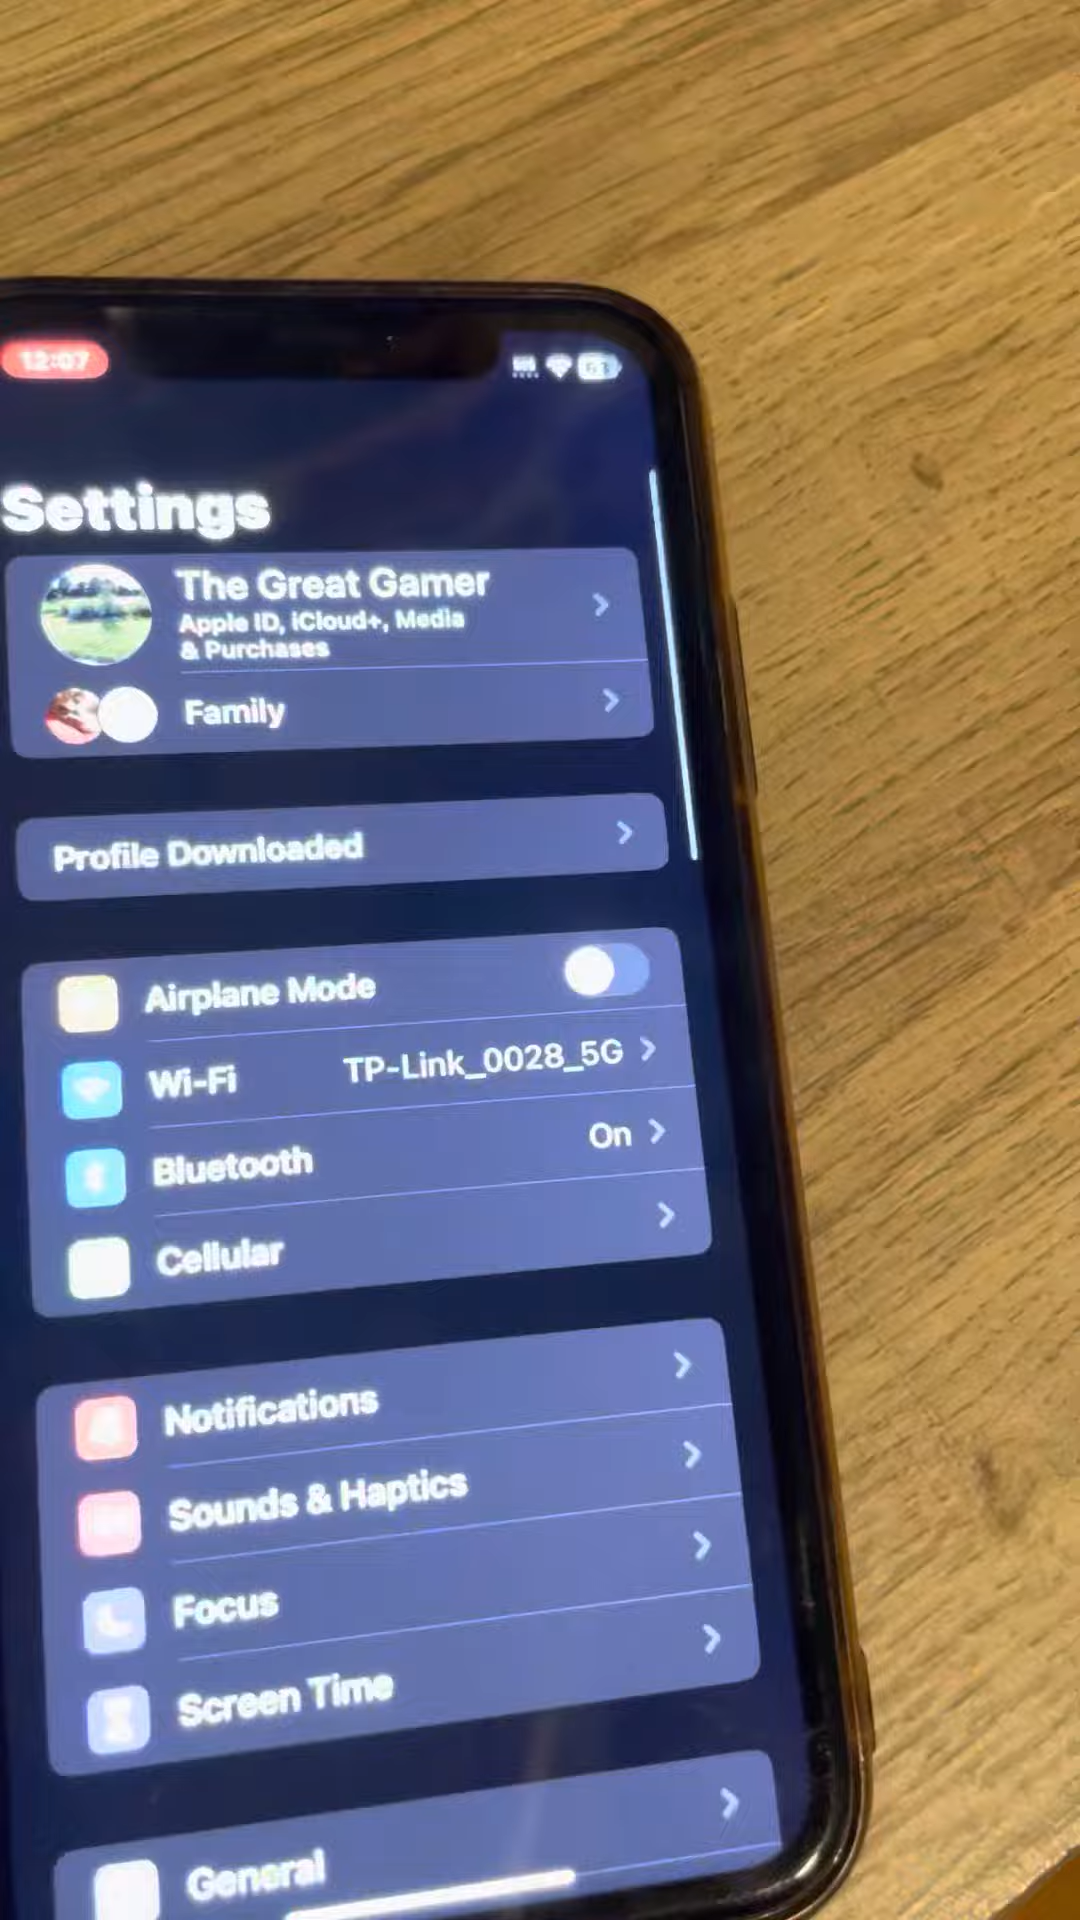 12:07
Settings
The Great Gamer
Apple ID, iCloud+, Media
& Purchases
Family
Profile Downloaded
Airplane Mode
Wi-Fi TP-Link_0028_5G
Bluetooth On
Cellular
Notifications
Sounds & Haptics
Focus
Screen Time
General